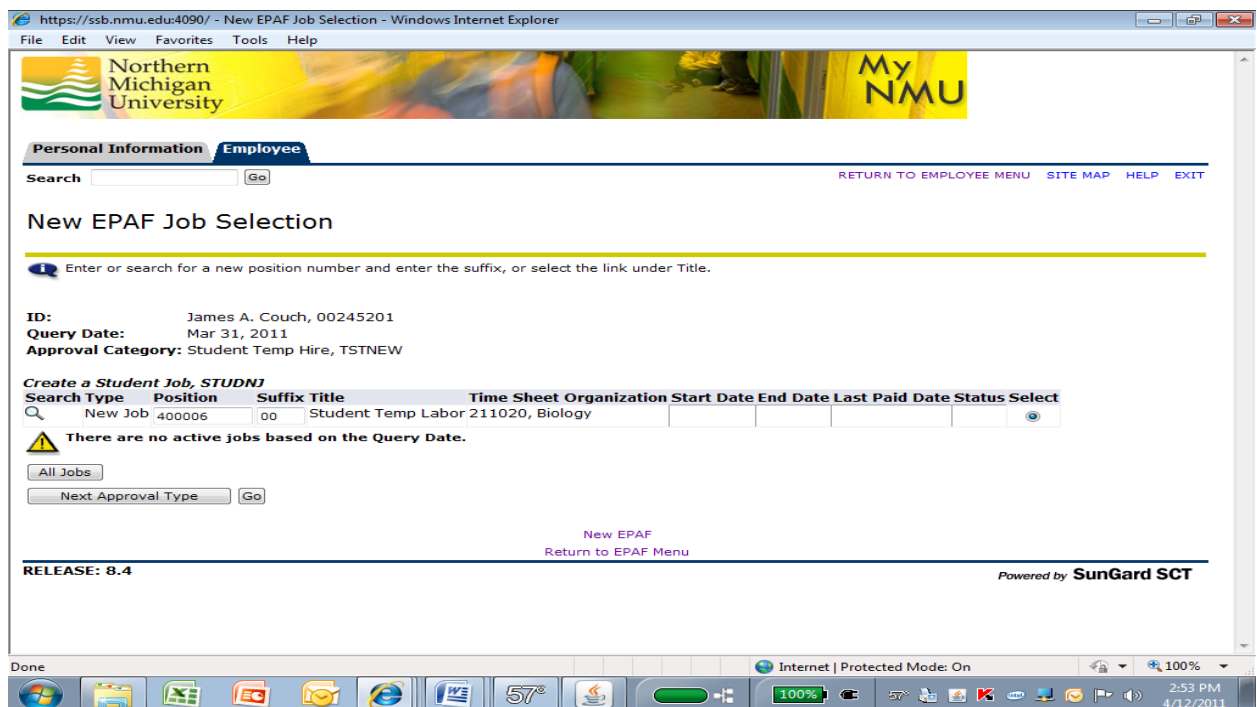 https://ssb.nmu.edu:4090/ - New EPAF Job Selection - Windows Internet Explorer
File Edit View Favorites Tools Help
Northern
Michigan
University
My
NMU
Personal Information Employee
Search Go RETURN TO EMPLOYEE MENU SITE MAP HELP EXIT
New EPAF Job Selection
Enter or search for a new position number and enter the suffix, or select the link under Title.
ID: James A. Couch, 00245201
Query Date: Mar 31, 2011
Approval Category: Student Temp Hire, TSTNEW
Create a Student Job, STUDNJ
Search Type Position Suffix Title Time Sheet Organization Start Date End Date Last Paid Date Status Select
New Job 400006 00 Student Temp Labor 211020, Biology
There are no active jobs based on the Query Date.
All Jobs
Next Approval Type Go
New EPAF
Return to EPAF Menu
RELEASE: 8.4
Powered by SunGard SCT
Done Internet | Protected Mode: On 100%
57° 100% 57° 2:53 PM
4/12/2011